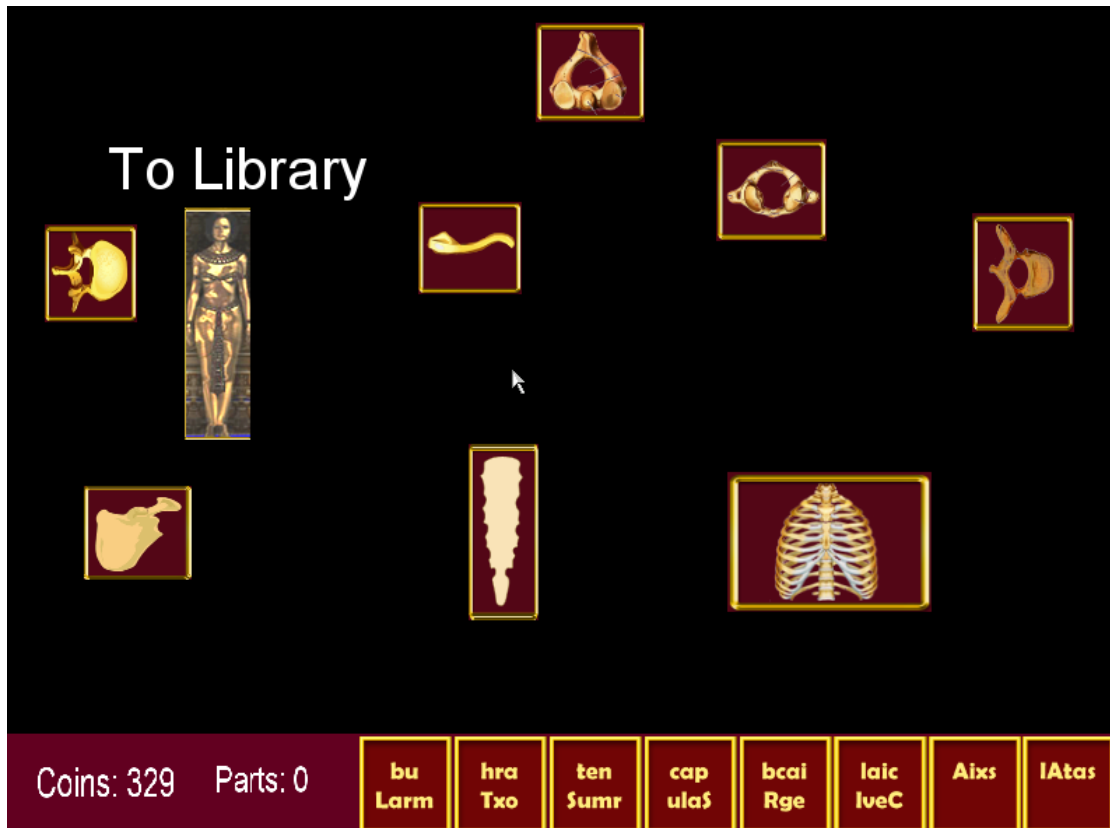 To Library
Coins: 329
Parts: 0
bu
Larm
hra
Txo
ten
Sumr
cap
ulaS
bcai
Rge
laic
lveC
Aixs
lAtas